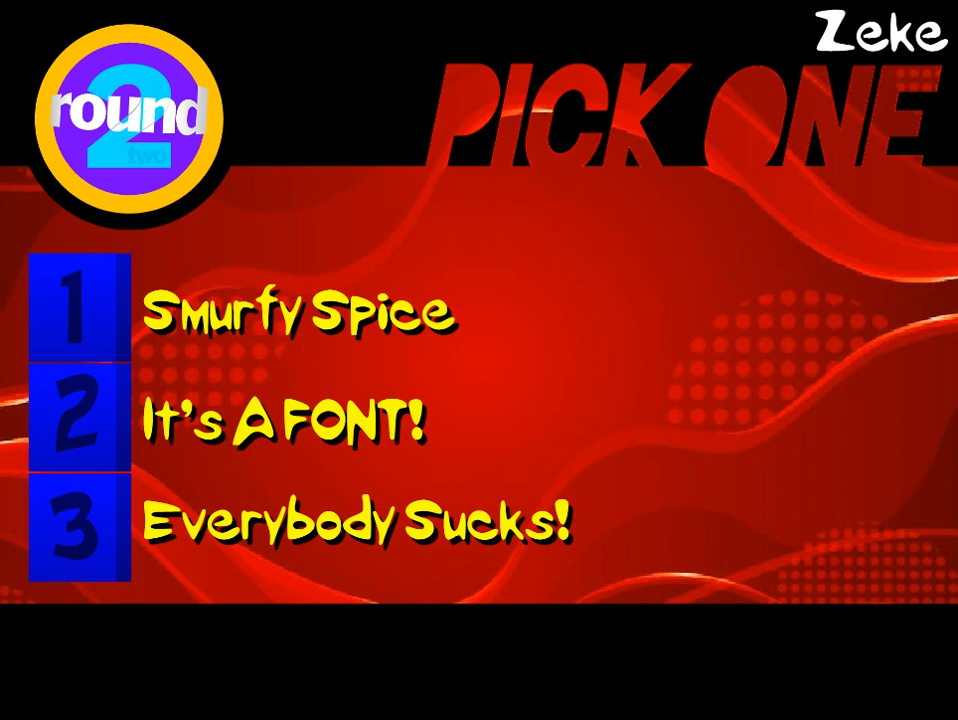 Zeke
round
2
two
PICK ONE
1
Smurfy Spice
2
It's A FONT!
3
Everybody Sucks!